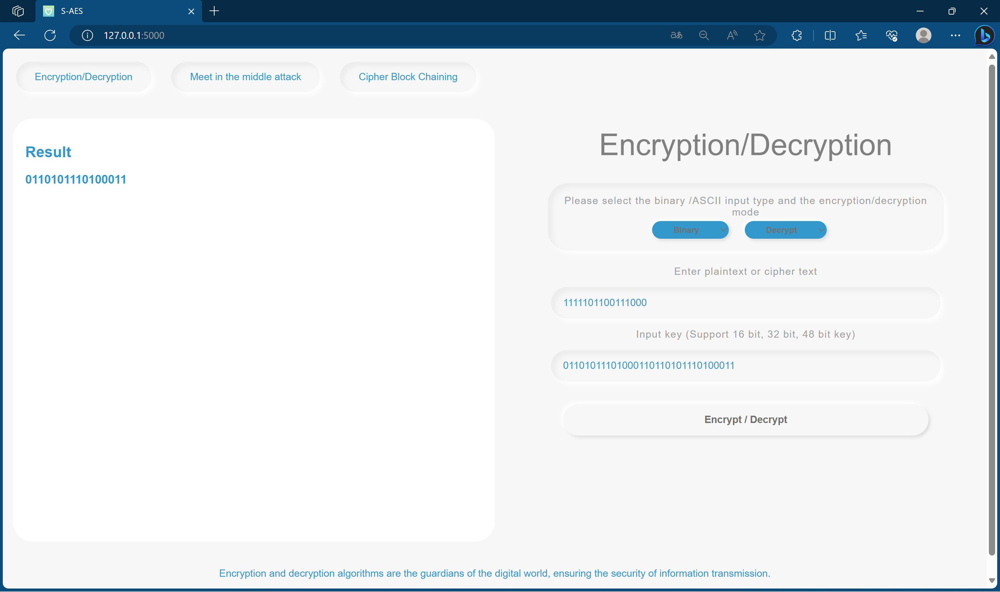 S-AES
127.0.0.1:5000
aあ
Encryption/Decryption
Meet in the middle attack
Cipher Block Chaining
Result
0110101110100011
Encryption/Decryption
Please select the binary /ASCII input type and the encryption/decryption
mode
Binary
Decrypt
Enter plaintext or cipher text
1111101100111000
Input key (Support 16 bit, 32 bit, 48 bit key)
01101011101000110110101110100011
Encrypt / Decrypt
Encryption and decryption algorithms are the guardians of the digital world, ensuring the security of information transmission.